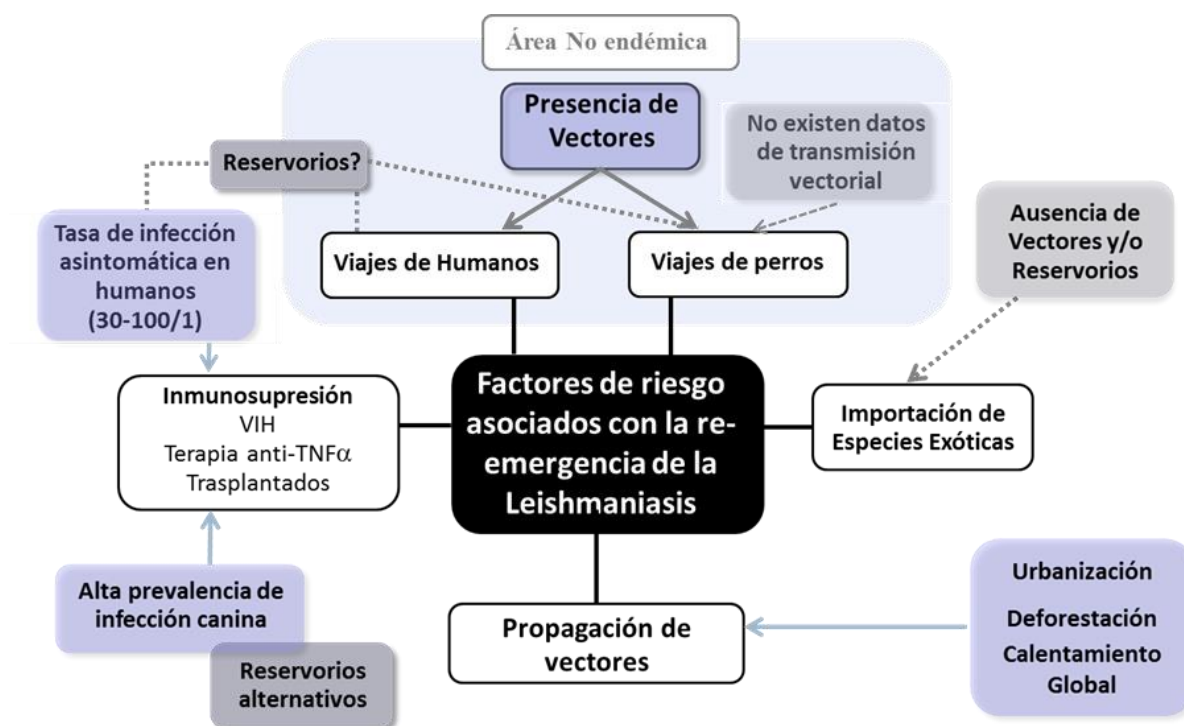 Área No endémica
Presencia de
Vectores
No existen datos
de transmisión
vectorial
Reservorios?
Ausencia de
Vectores y/o
Reservorios
Tasa de infección
asintomática en
humanos
(30-100/1)
Viajes de Humanos
Viajes de perros
Inmunosupresión
VIH
Terapia anti-TNFα
Trasplantados
Factores de riesgo
asociados con la re-
emergencia de la
Leishmaniasis
Importación de
Especies Exóticas
Alta prevalencia de
infección canina
Reservorios
alternativos
Propagación de
vectores
Urbanización
Deforestación
Calentamiento
Global